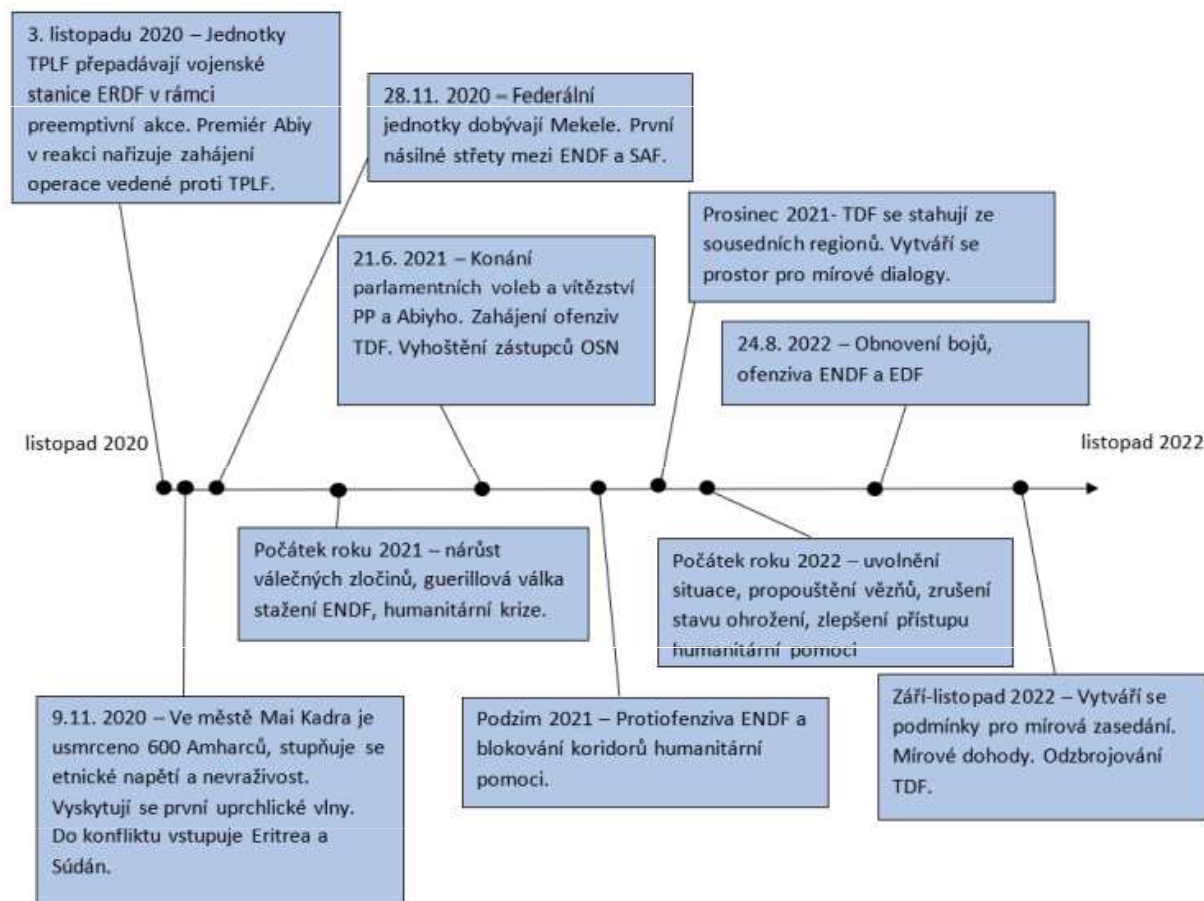 3. listopadu 2020 – Jednotky
TPLF přepadávají vojenské
stanice ERDF v rámci
preemptivní akce. Premiér Abiy
v reakci nařizuje zahájení
operace vedené proti TPLF.
28.11. 2020 – Federální
jednotky dobývají Mekele. První
násilné střety mezi ENDF a SAF.
21.6. 2021 – Konání
parlamentních voleb a vítězství
PP a Abiyho. Zahájení ofenziv
TDF. Vyhoštění zástupců OSN
Prosinec 2021- TDF se stahují ze
sousedních regionů. Vytváří se
prostor pro mírové dialogy.
24.8. 2022 – Obnovení bojů,
ofenziva ENDF a EDF
listopad 2020
listopad 2022
Počátek roku 2021 – nárůst
válečných zločinů, guerillová válka
stažení ENDF, humanitární krize.
Počátek roku 2022 – uvolnění
situace, propouštění vězňů, zrušení
stavu ohrožení, zlepšení přístupu
humanitární pomoci
9.11. 2020 – Ve městě Mai Kadra je
usmrceno 600 Amharců, stupňuje se
etnické napětí a nevraživost.
Vyskytují se první uprchlické vlny.
Do konfliktu vstupuje Eritrea a
Súdán.
Podzim 2021 – Protiofenziva ENDF a
blokování koridorů humanitární
pomoci.
Září-listopad 2022 – Vytváří se
podmínky pro mírová zasedání.
Mírové dohody. Odzbrojování
TDF.